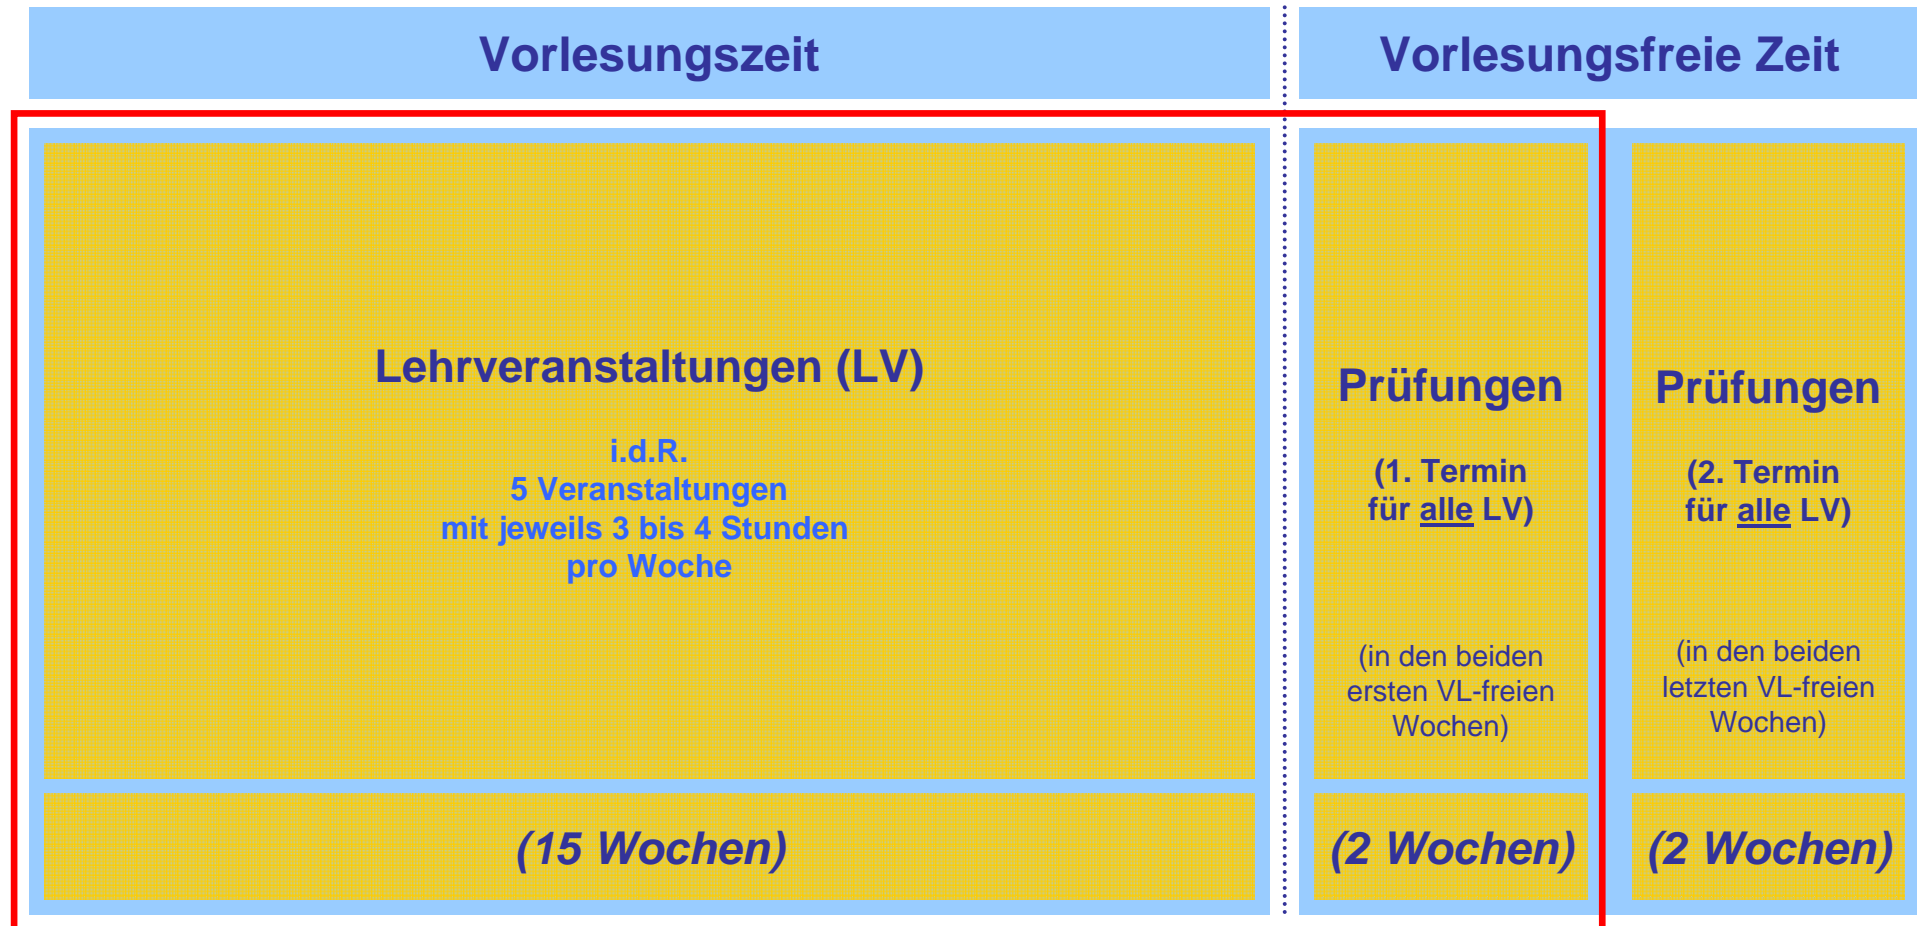 Vorlesungszeit
Vorlesungsfreie Zeit
Lehrveranstaltungen (LV)
i.d.R.
5 Veranstaltungen
mit jeweils 3 bis 4 Stunden
pro Woche
(15 Wochen)
Prüfungen
(1. Termin
für alle LV)
(in den beiden
ersten VL-freien
Wochen)
(2 Wochen)
Prüfungen
(2. Termin
für alle LV)
(in den beiden
letzten VL-freien
Wochen)
(2 Wochen)